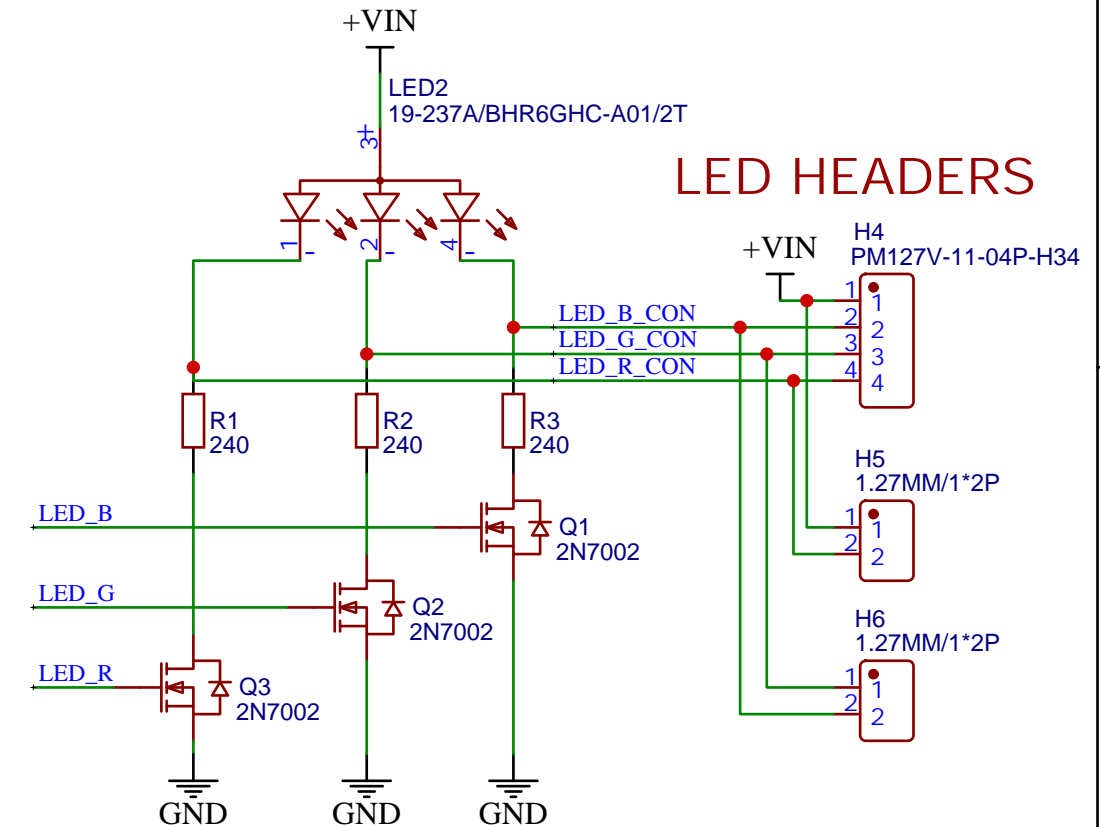 +VIN
LED2
19-237A/BHR6GHC-A01/2T
3
+
LED HEADERS
1
-
2
-
4
-
+VIN
H4
PM127V-11-04P-H34
1
1
LED_B_CON
2
2
LED_G_CON
3
3
LED_R_CON
4
4
R1
240
R2
240
R3
240
H5
1.27MM/1*2P
1
1
2
2
LED_B
Q1
2N7002
LED_G
Q2
2N7002
H6
1.27MM/1*2P
1
1
2
2
LED_R
Q3
2N7002
GND
GND
GND